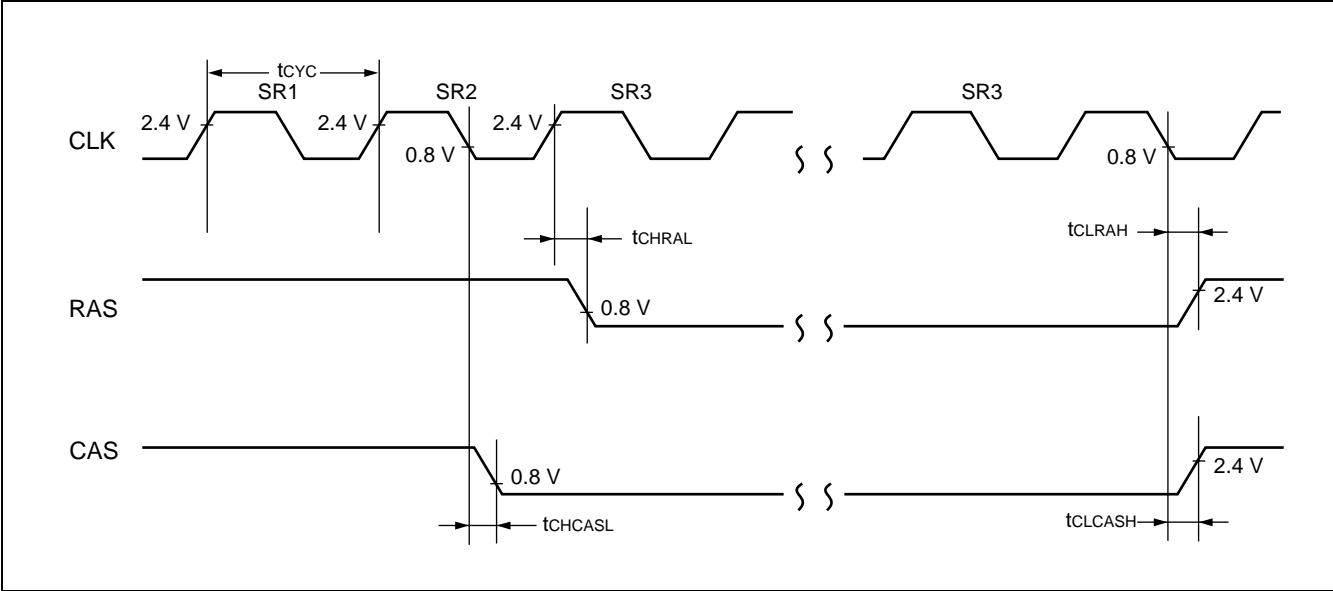 tCYC
SR1 SR2 SR3 SR3
2.4 V 2.4 V 2.4 V
CLK
0.8 V 0.8 V
tCHRAL tCLRAH
RAS
0.8 V 2.4 V
CAS
0.8 V 2.4 V
tCHCASL tCLCASH